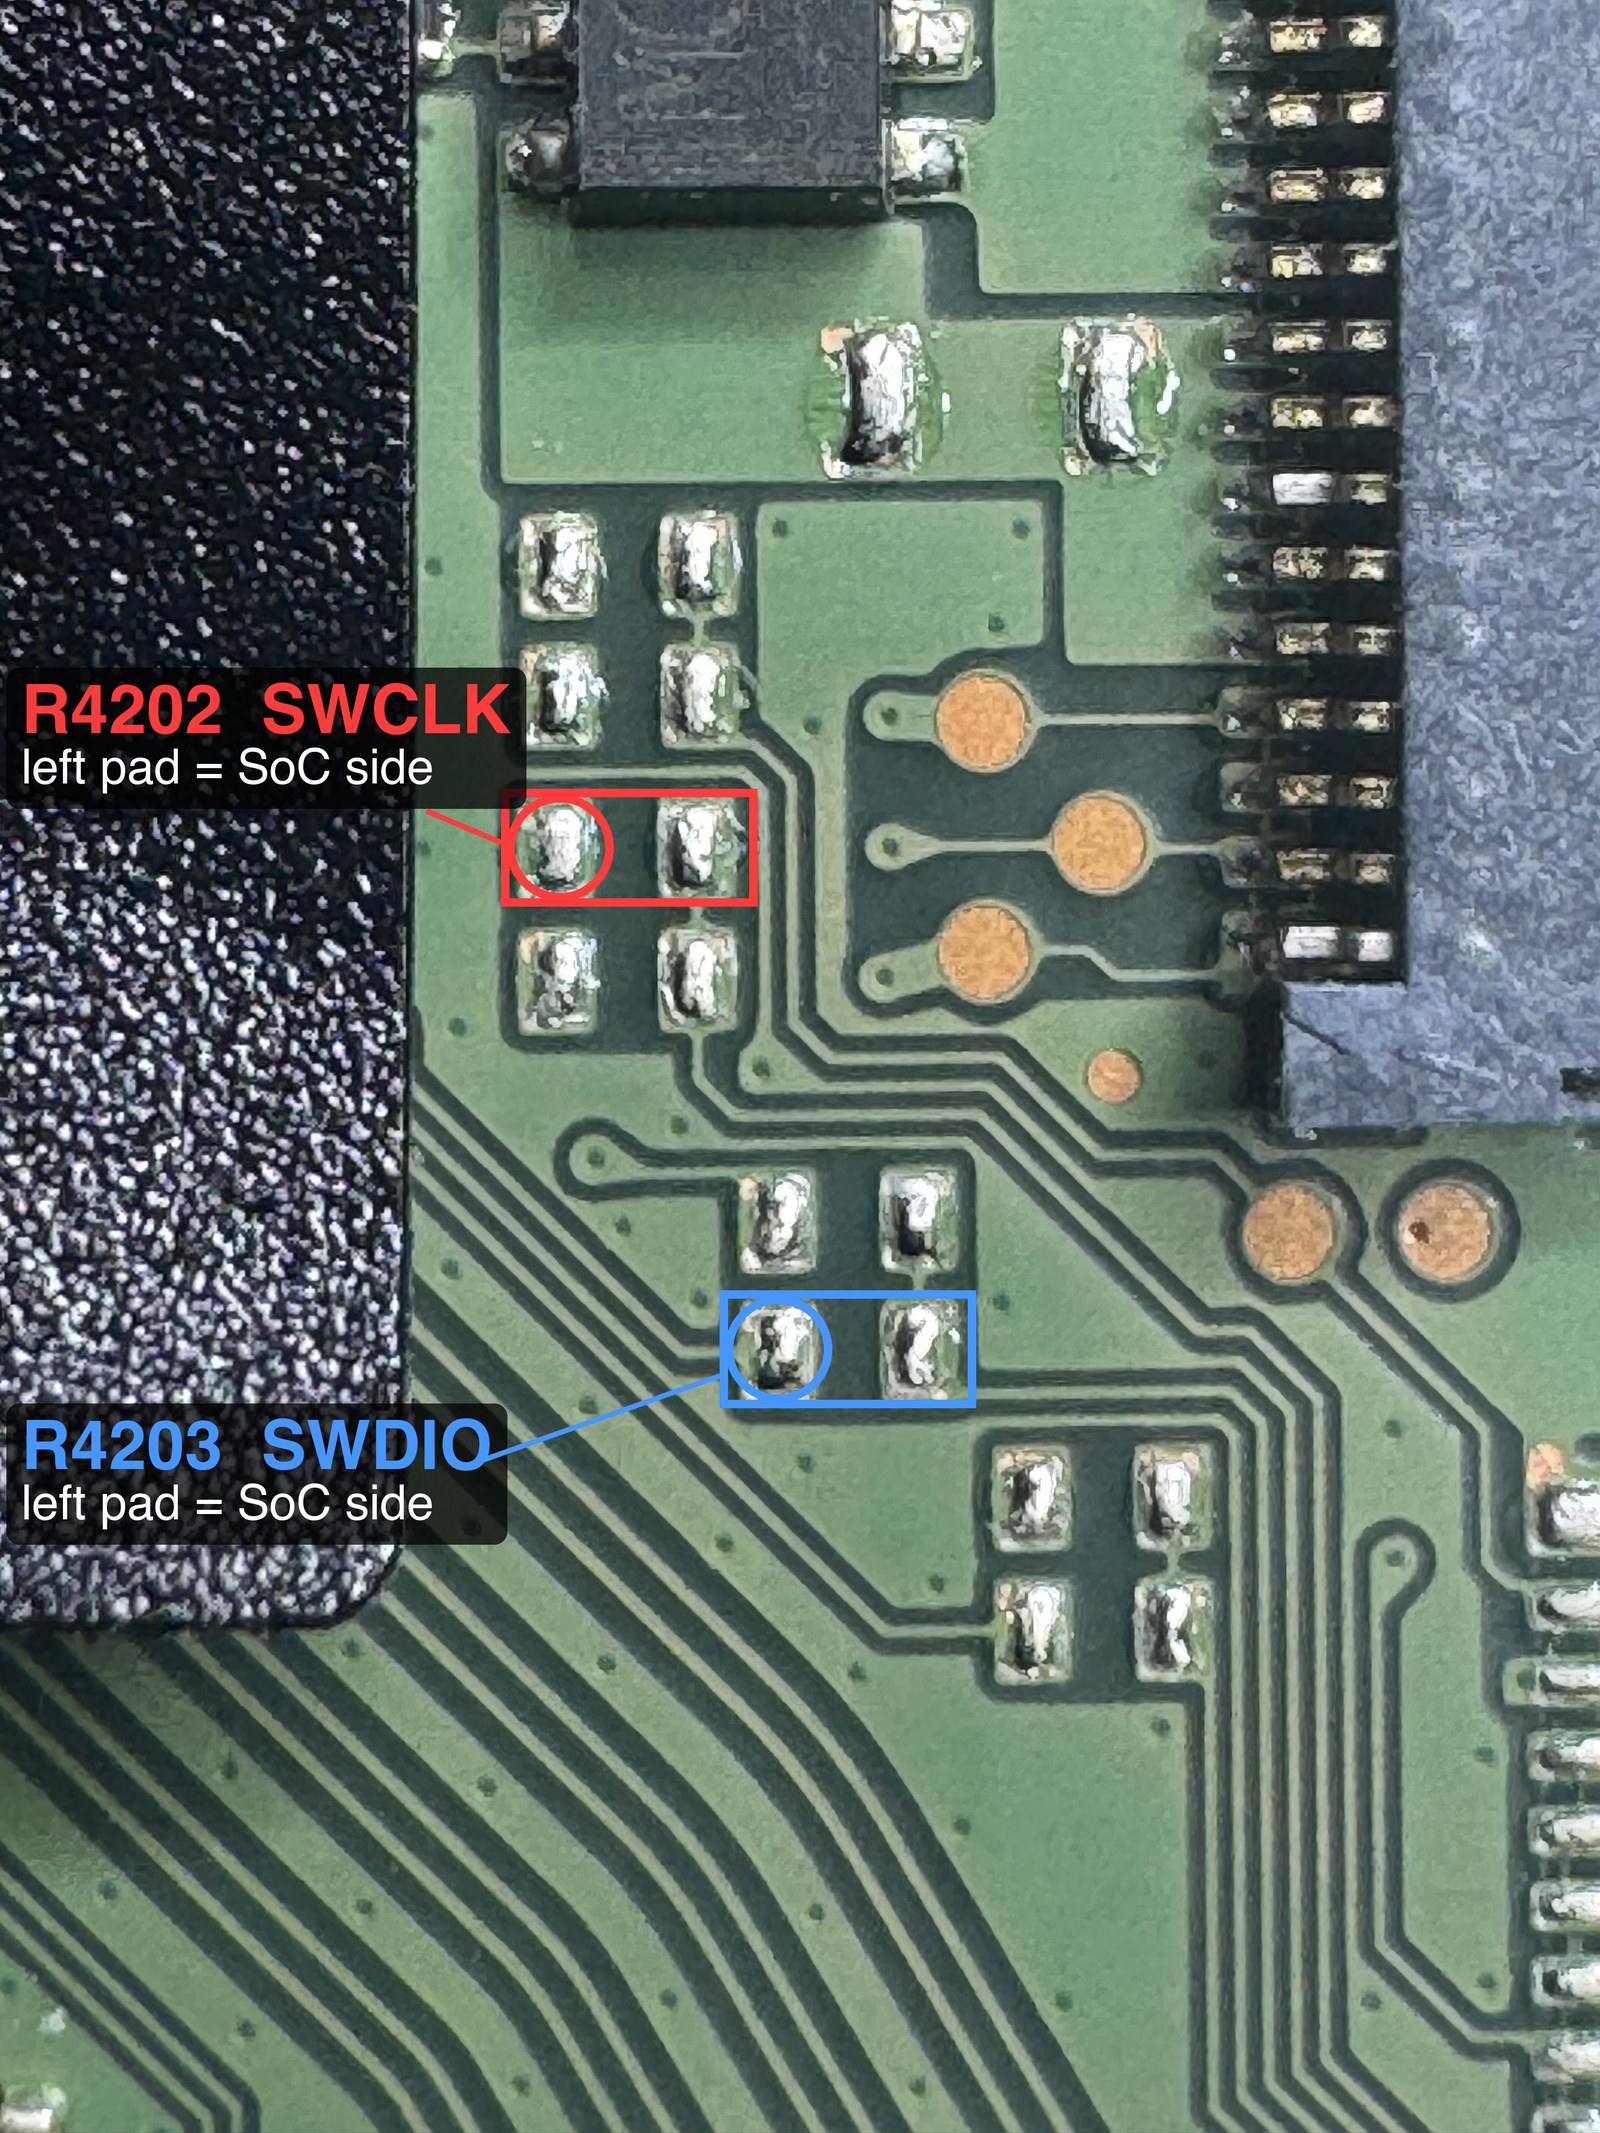 R4202 SWCLK
left pad = SoC side
R4203 SWDIO
left pad = SoC side